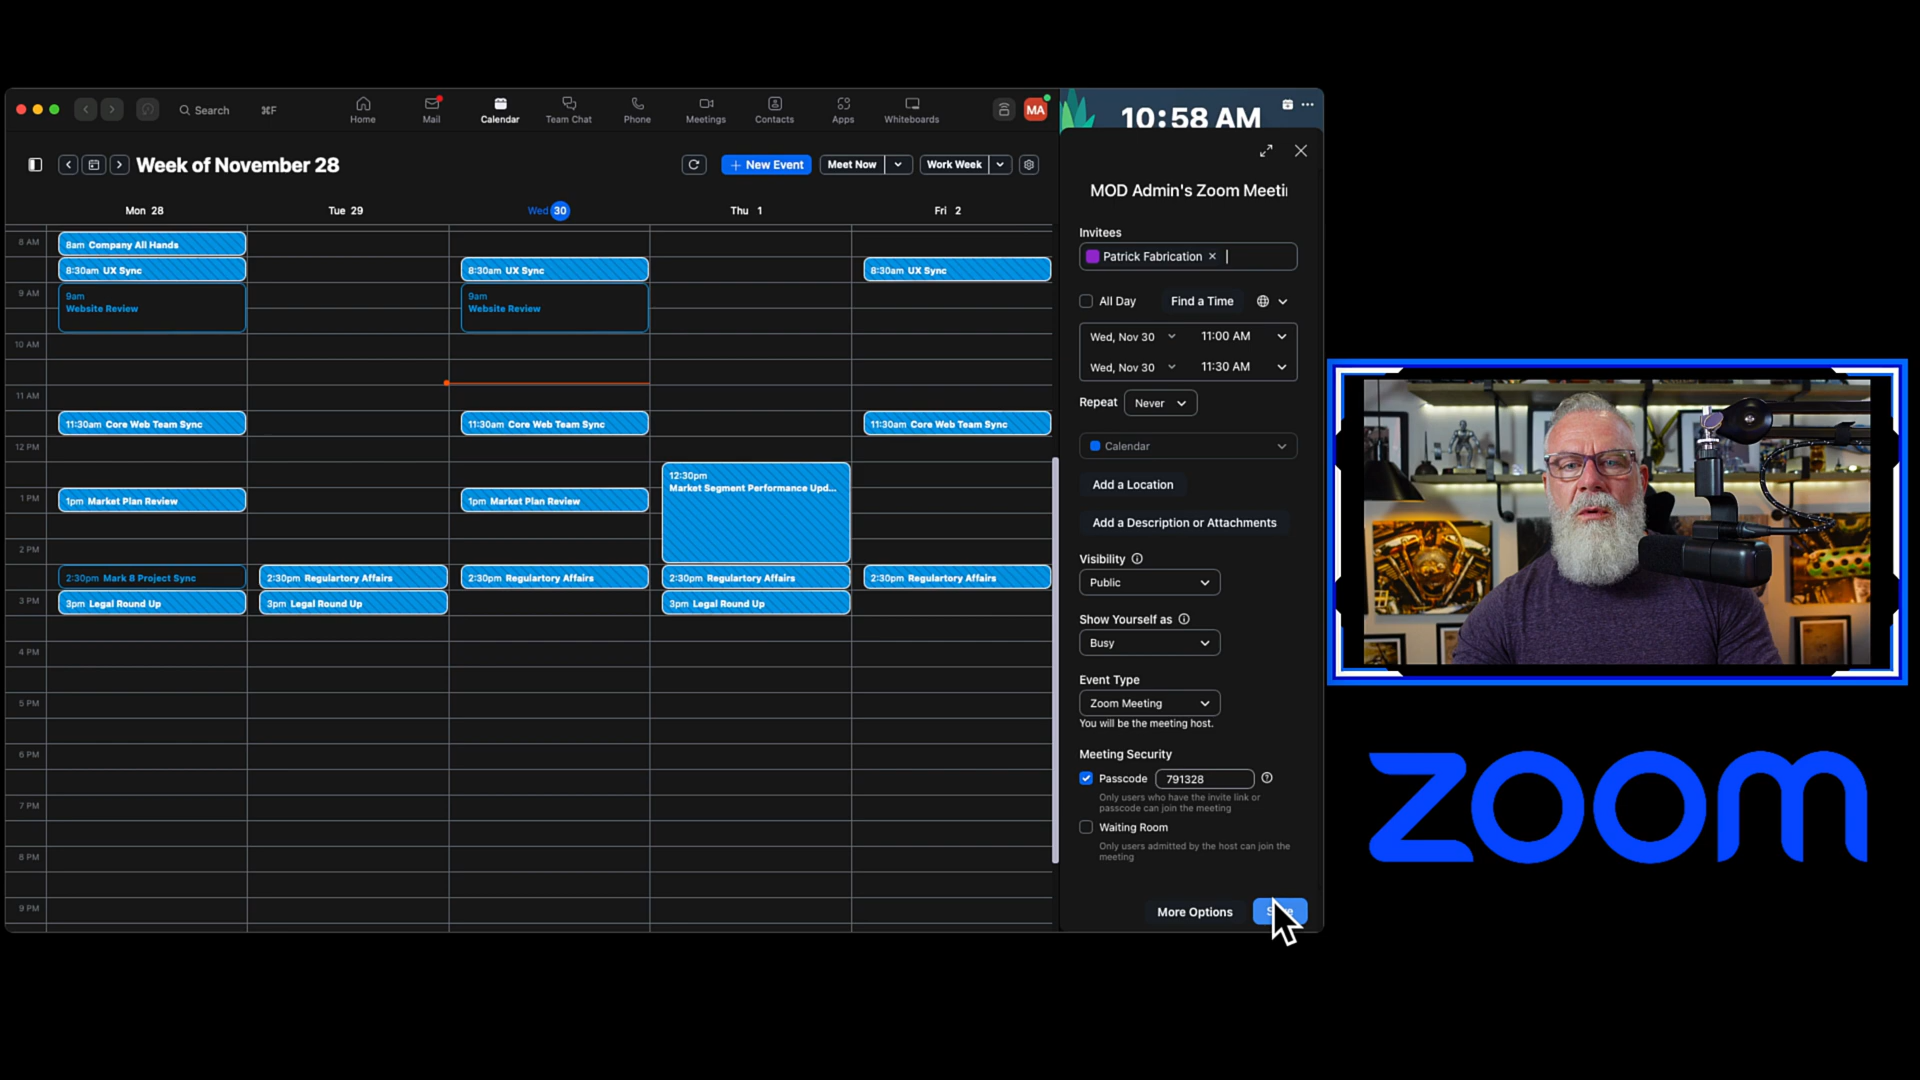 Search
⌘F
Home
Mail
Calendar
Team Chat
Phone
Meetings
Contacts
Apps
Whiteboards
MA
10:58 AM
Week of November 28
+ New Event
Meet Now
Work Week
Mon 28
Tue 29
Wed 30
Thu 1
Fri 2
8 AM
9 AM
10 AM
11 AM
12 PM
1 PM
2 PM
3 PM
4 PM
5 PM
6 PM
7 PM
8 PM
9 PM
8am Company All Hands
8:30am UX Sync
9am
Website Review
11:30am Core Web Team Sync
1pm Market Plan Review
2:30pm Mark 8 Project Sync
3pm Legal Round Up
2:30pm Regulartory Affairs
3pm Legal Round Up
8:30am UX Sync
9am
Website Review
11:30am Core Web Team Sync
1pm Market Plan Review
2:30pm Regulartory Affairs
12:30pm
Market Segment Performance Upd...
2:30pm Regulartory Affairs
3pm Legal Round Up
8:30am UX Sync
11:30am Core Web Team Sync
2:30pm Regulartory Affairs
MOD Admin's Zoom Meeti
Invitees
Patrick Fabrication ×
All Day
Find a Time
Wed, Nov 30 11:00 AM
Wed, Nov 30 11:30 AM
Repeat Never
Calendar
Add a Location
Add a Description or Attachments
Visibility
Public
Show Yourself as
Busy
Event Type
Zoom Meeting
You will be the meeting host.
Meeting Security
Passcode 791328
Only users who have the invite link or
passcode can join the meeting
Waiting Room
Only users admitted by the host can join the
meeting
More Options
zoom